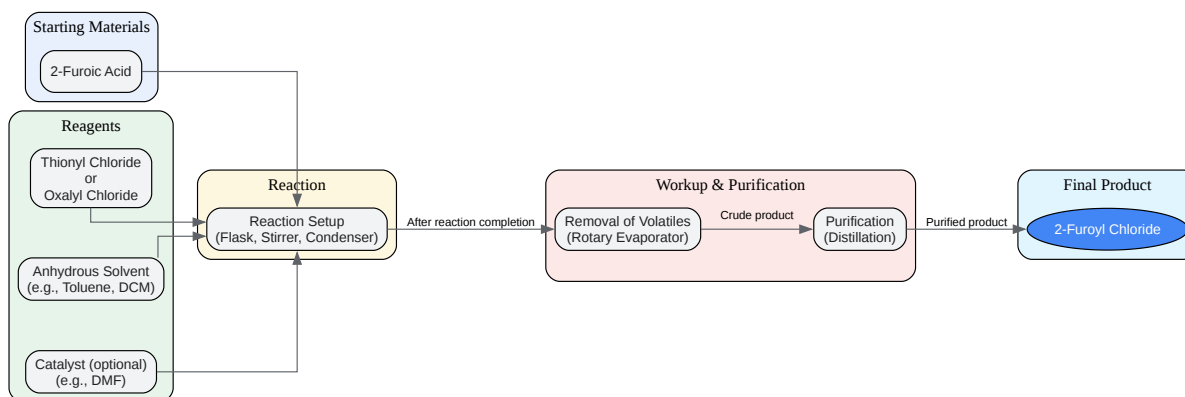 Starting Materials
2-Furoic Acid
Reagents
Thionyl Chloride
or
Oxalyl Chloride
Anhydrous Solvent
(e.g., Toluene, DCM)
Catalyst (optional)
(e.g., DMF)
Reaction
Reaction Setup
(Flask, Stirrer, Condenser)
After reaction completion
Workup & Purification
Removal of Volatiles
(Rotary Evaporator)
Crude product
Purification
(Distillation)
Purified product
Final Product
2-Furoyl Chloride